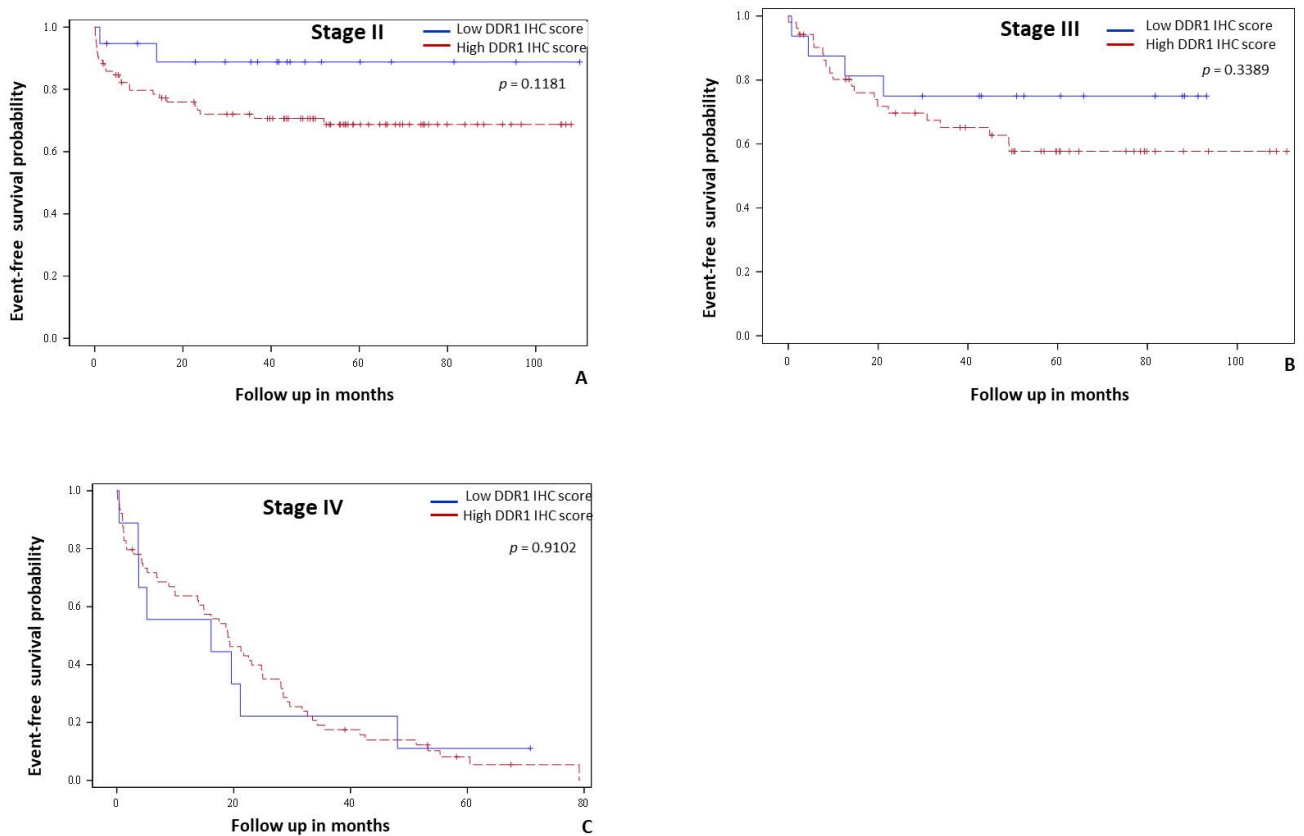 Stage II
Low DDR1 IHC score
High DDR1 IHC score
p = 0.1181
Event-free survival probability
1.0
0.8
0.6
0.4
0.2
0.0
0 20 40 60 80 100
Follow up in months
A
Stage III
Low DDR1 IHC score
High DDR1 IHC score
p = 0.3389
Event-free survival probability
1.0
0.8
0.6
0.4
0.2
0.0
0 20 40 60 80 100
Follow up in months
B
Stage IV
Low DDR1 IHC score
High DDR1 IHC score
p = 0.9102
Event-free survival probability
1.0
0.8
0.6
0.4
0.2
0.0
0 20 40 60 80
Follow up in months
C